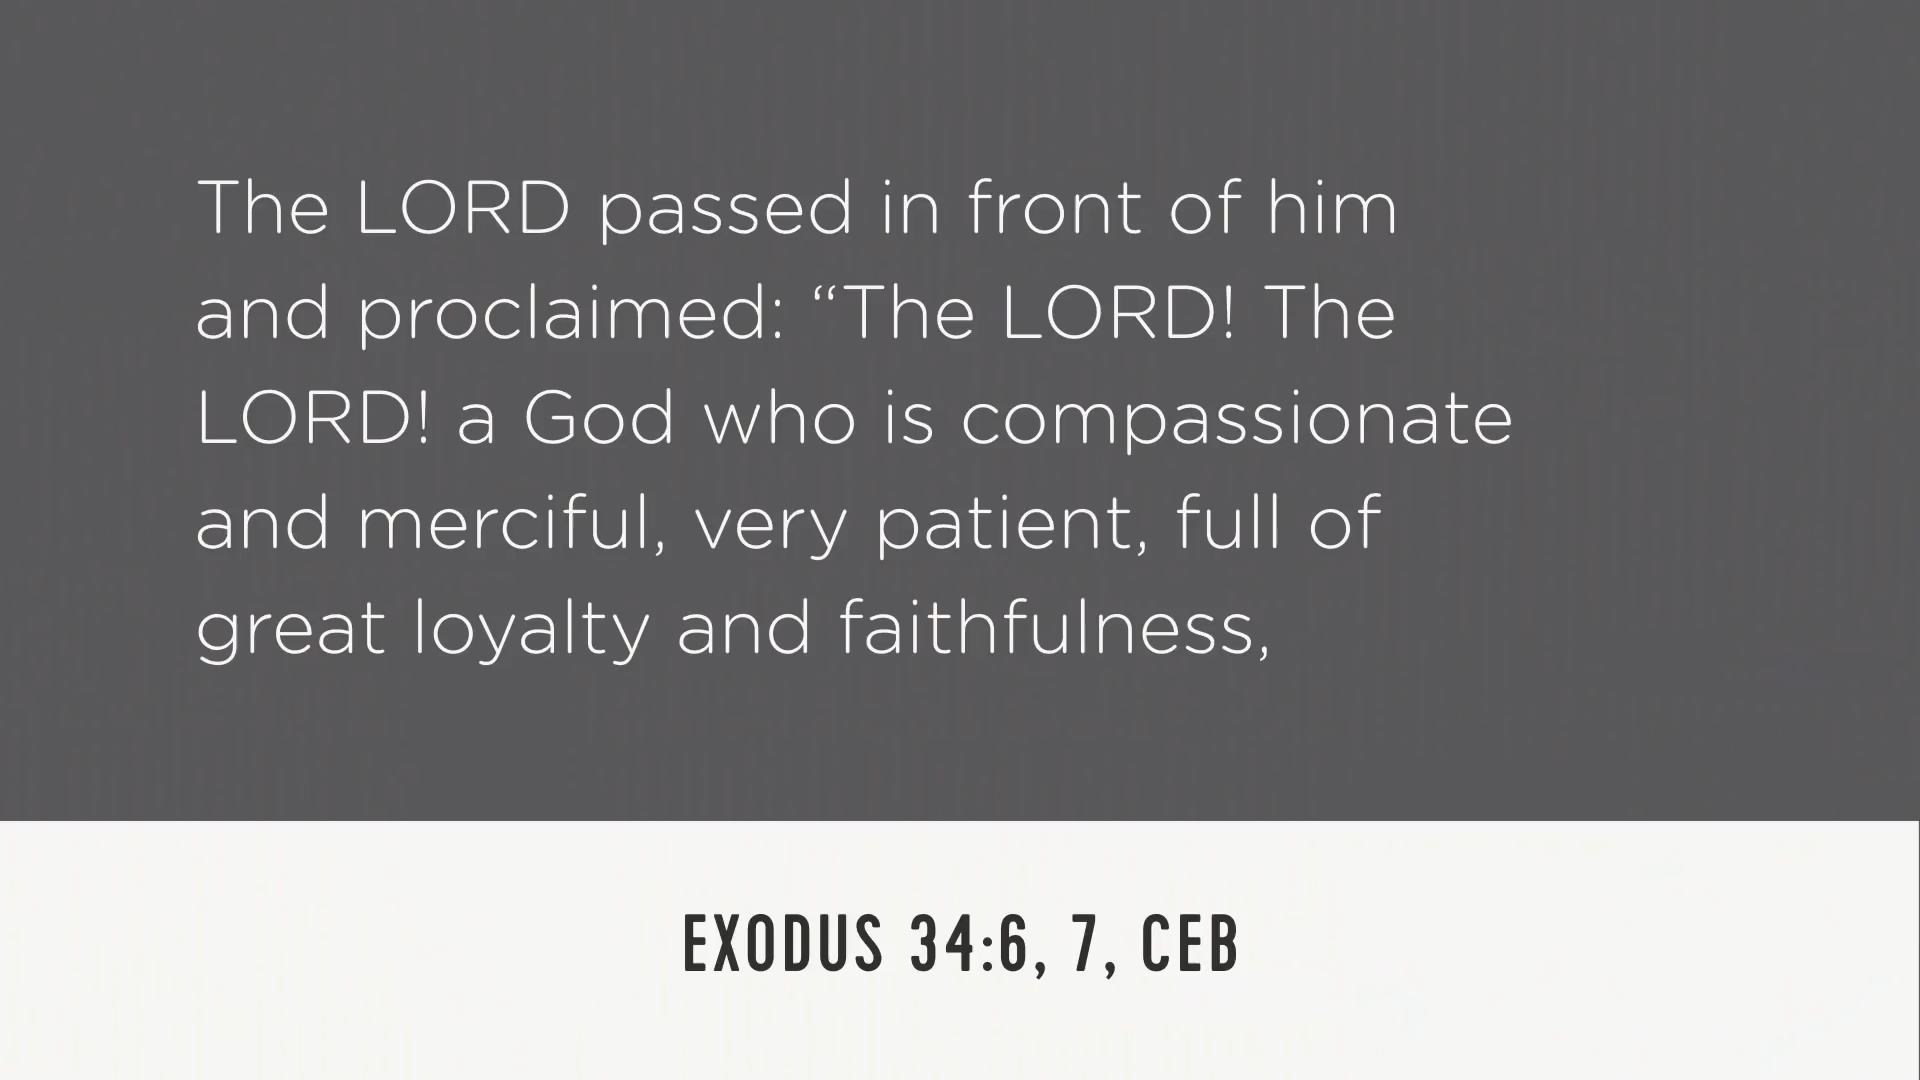 The LORD passed in front of him
and proclaimed: “The LORD! The
LORD! a God who is compassionate
and merciful, very patient, full of
great loyalty and faithfulness,
EXODUS 34:6, 7, CEB